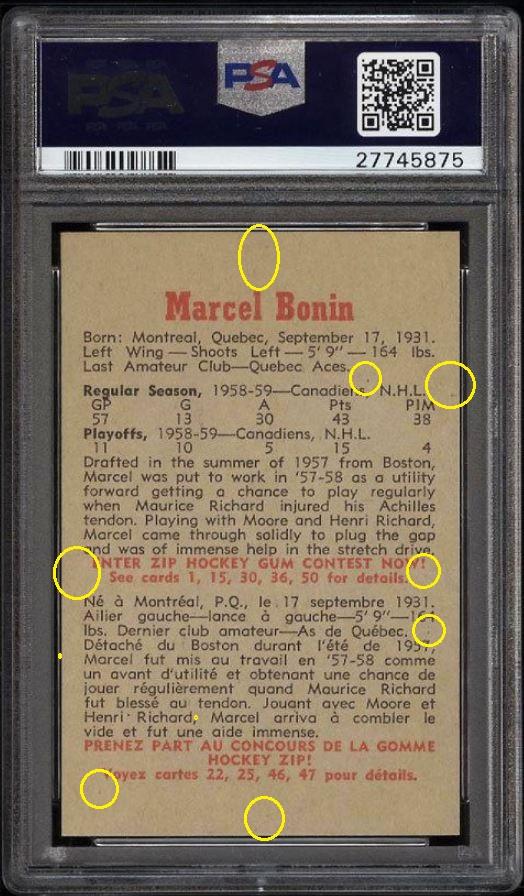 PSA
PSA
27745875
Marcel Bonin
Born: Montreal, Quebec, September 17, 1931.
Left Wing — Shoots Left — 5' 9" — 164 lbs.
Last Amateur Club—Quebec Aces.
Regular Season, 1958-59—Canadiens, N.H.L.
GP G A Pts PIM
57 13 30 43 38
Playoffs, 1958-59—Canadiens, N.H.L.
11 10 5 15 4
Drafted in the summer of 1957 from Boston,
Marcel was put to work in '57-58 as a utility
forward getting a chance to play regularly
when Maurice Richard injured his Achilles
tendon. Playing with Moore and Henri Richard,
Marcel came through solidly to plug the gap
and was of immense help in the stretch drive.
ENTER ZIP HOCKEY GUM CONTEST NOW!
See cards 1, 15, 30, 36, 50 for details.
Né à Montréal, P.Q., le 17 septembre 1931.
Ailier gauche—lance à gauche—5' 9"—164
lbs. Dernier club amateur—As de Québec.
Détaché du Boston durant l'été de 1957,
Marcel fut mis au travail en '57-58 comme
un avant d'utilité et obtenant une chance de
jouer régulièrement quand Maurice Richard
fut blessé au tendon. Jouant avec Moore et
Henri Richard, Marcel arriva à combler le
vide et fut une aide immense.
PRENEZ PART AU CONCOURS DE LA GOMME
HOCKEY ZIP!
Voyez cartes 22, 25, 46, 47 pour détails.